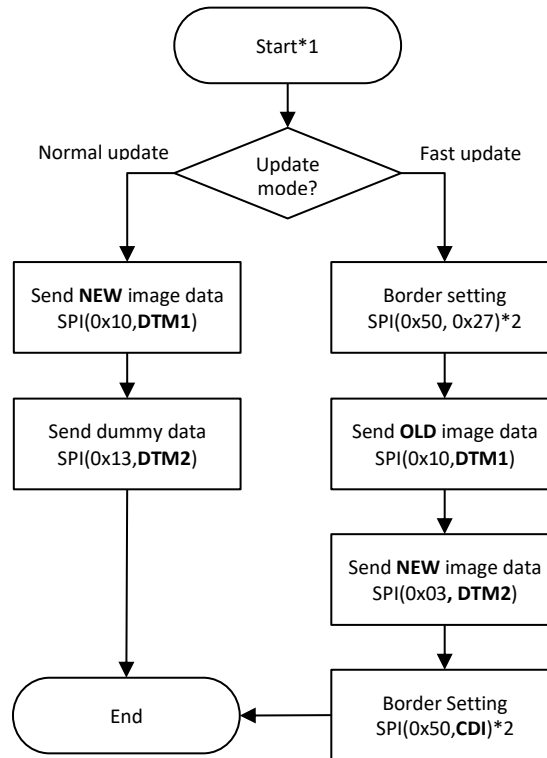 Start*1
Normal update
Update
mode?
Fast update
Send NEW image data
SPI(0x10,DTM1)
Send dummy data
SPI(0x13,DTM2)
Border setting
SPI(0x50, 0x27)*2
Send OLD image data
SPI(0x10,DTM1)
Send NEW image data
SPI(0x03, DTM2)
Border Setting
SPI(0x50,CDI)*2
End